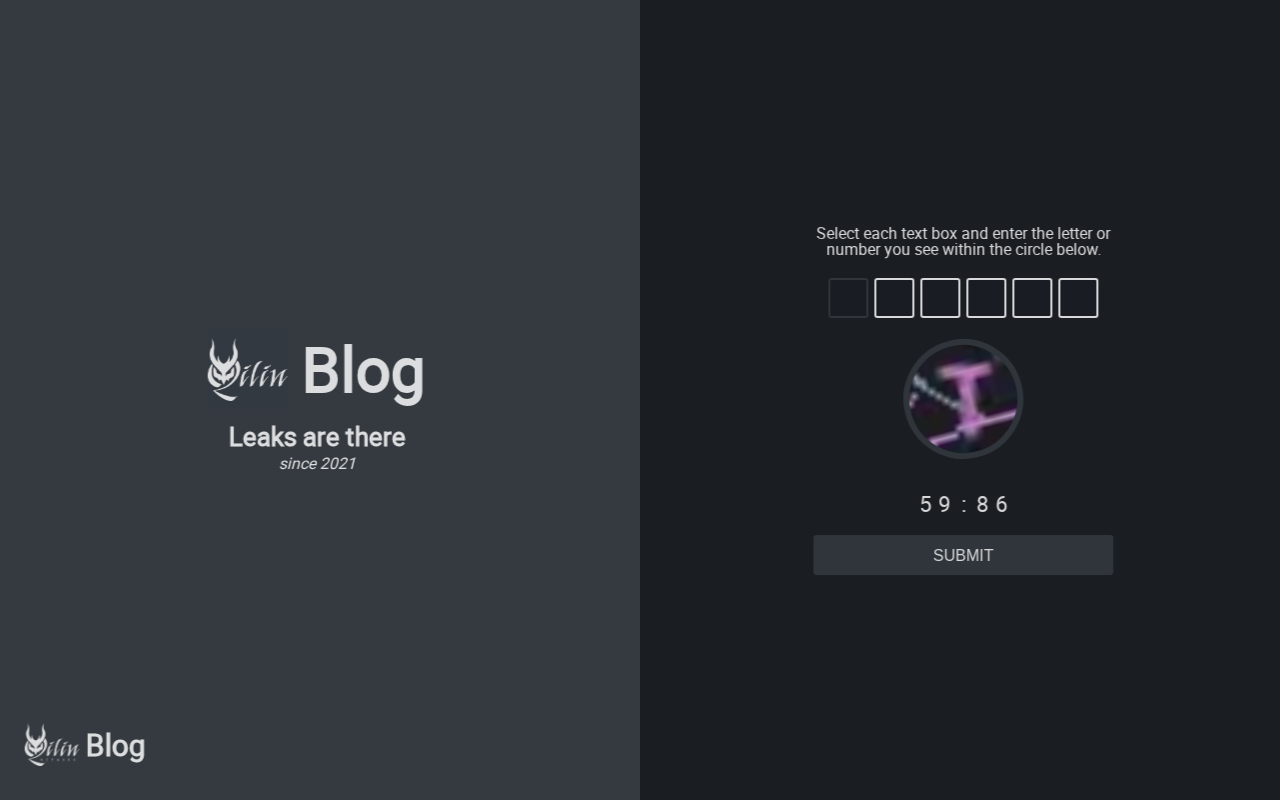 Qilin Blog
Leaks are there
since 2021
Qilin Blog
Select each text box and enter the letter or
number you see within the circle below.
59 : 86
SUBMIT